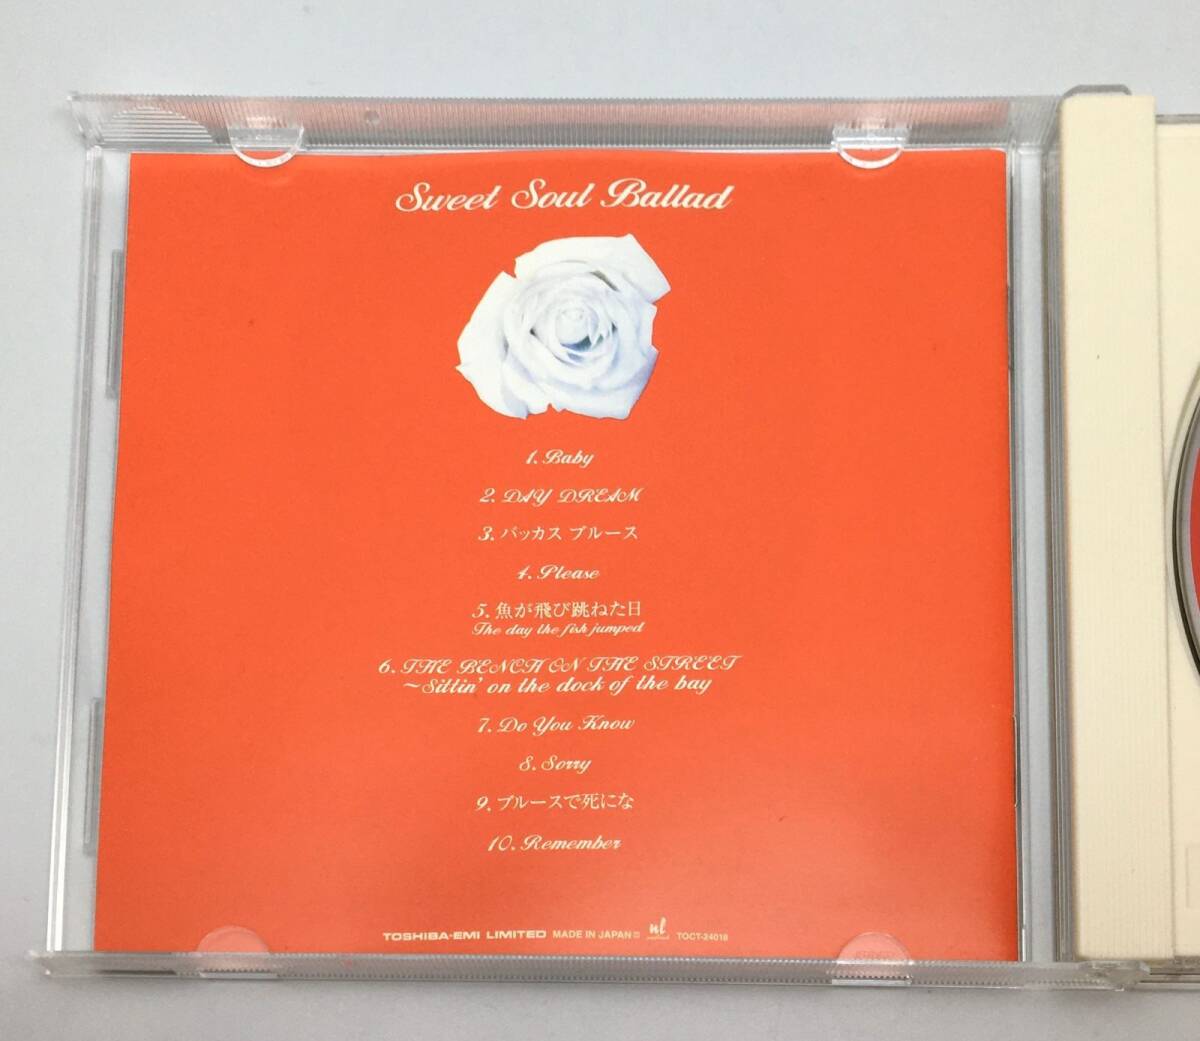 Sweet Soul Ballad
1. Baby
2. DAY DREAM
3. バッカス ブルース
4. Please
5. 魚が飛び跳ねた日
The day the fish jumped
6. THE BENCH ON THE STREET
～Sittin' on the dock of the bay
7. Do You Know
8. Sorry
9. ブルースで死にな
10. Remember
TOSHIBA-EMI LIMITED MADE IN JAPAN nl TOCT-24018